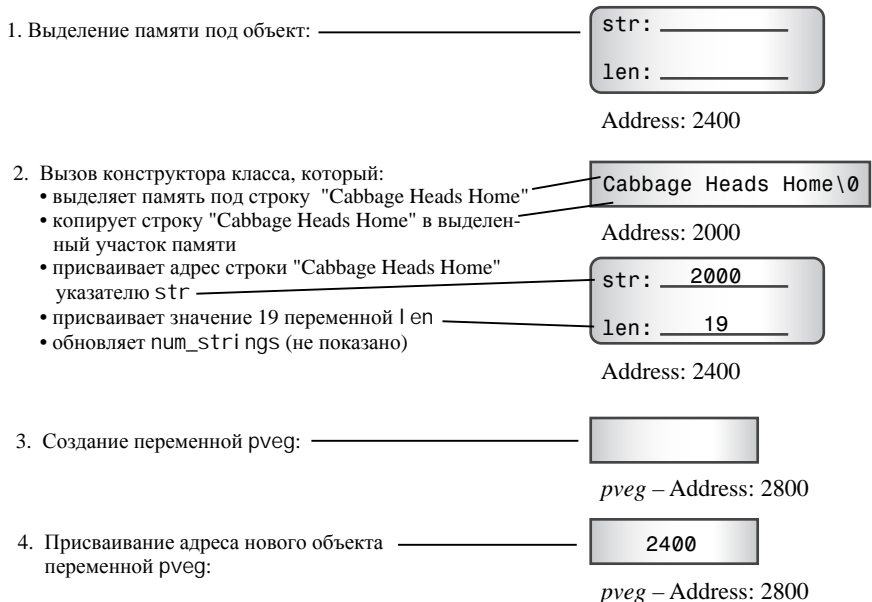 1. Выделение памяти под объект:
str:
len:
Address: 2400
2. Вызов конструктора класса, который:
• выделяет память под строку "Cabbage Heads Home"
• копирует строку "Cabbage Heads Home" в выделен-
ный участок памяти
• присваивает адрес строки "Cabbage Heads Home"
указателю str
• присваивает значение 19 переменной len
• обновляет num_strings (не показано)
Cabbage Heads Home\0
Address: 2000
str: 2000
len: 19
Address: 2400
3. Создание переменной pveg:
pveg – Address: 2800
4. Присваивание адреса нового объекта
переменной pveg:
2400
pveg – Address: 2800